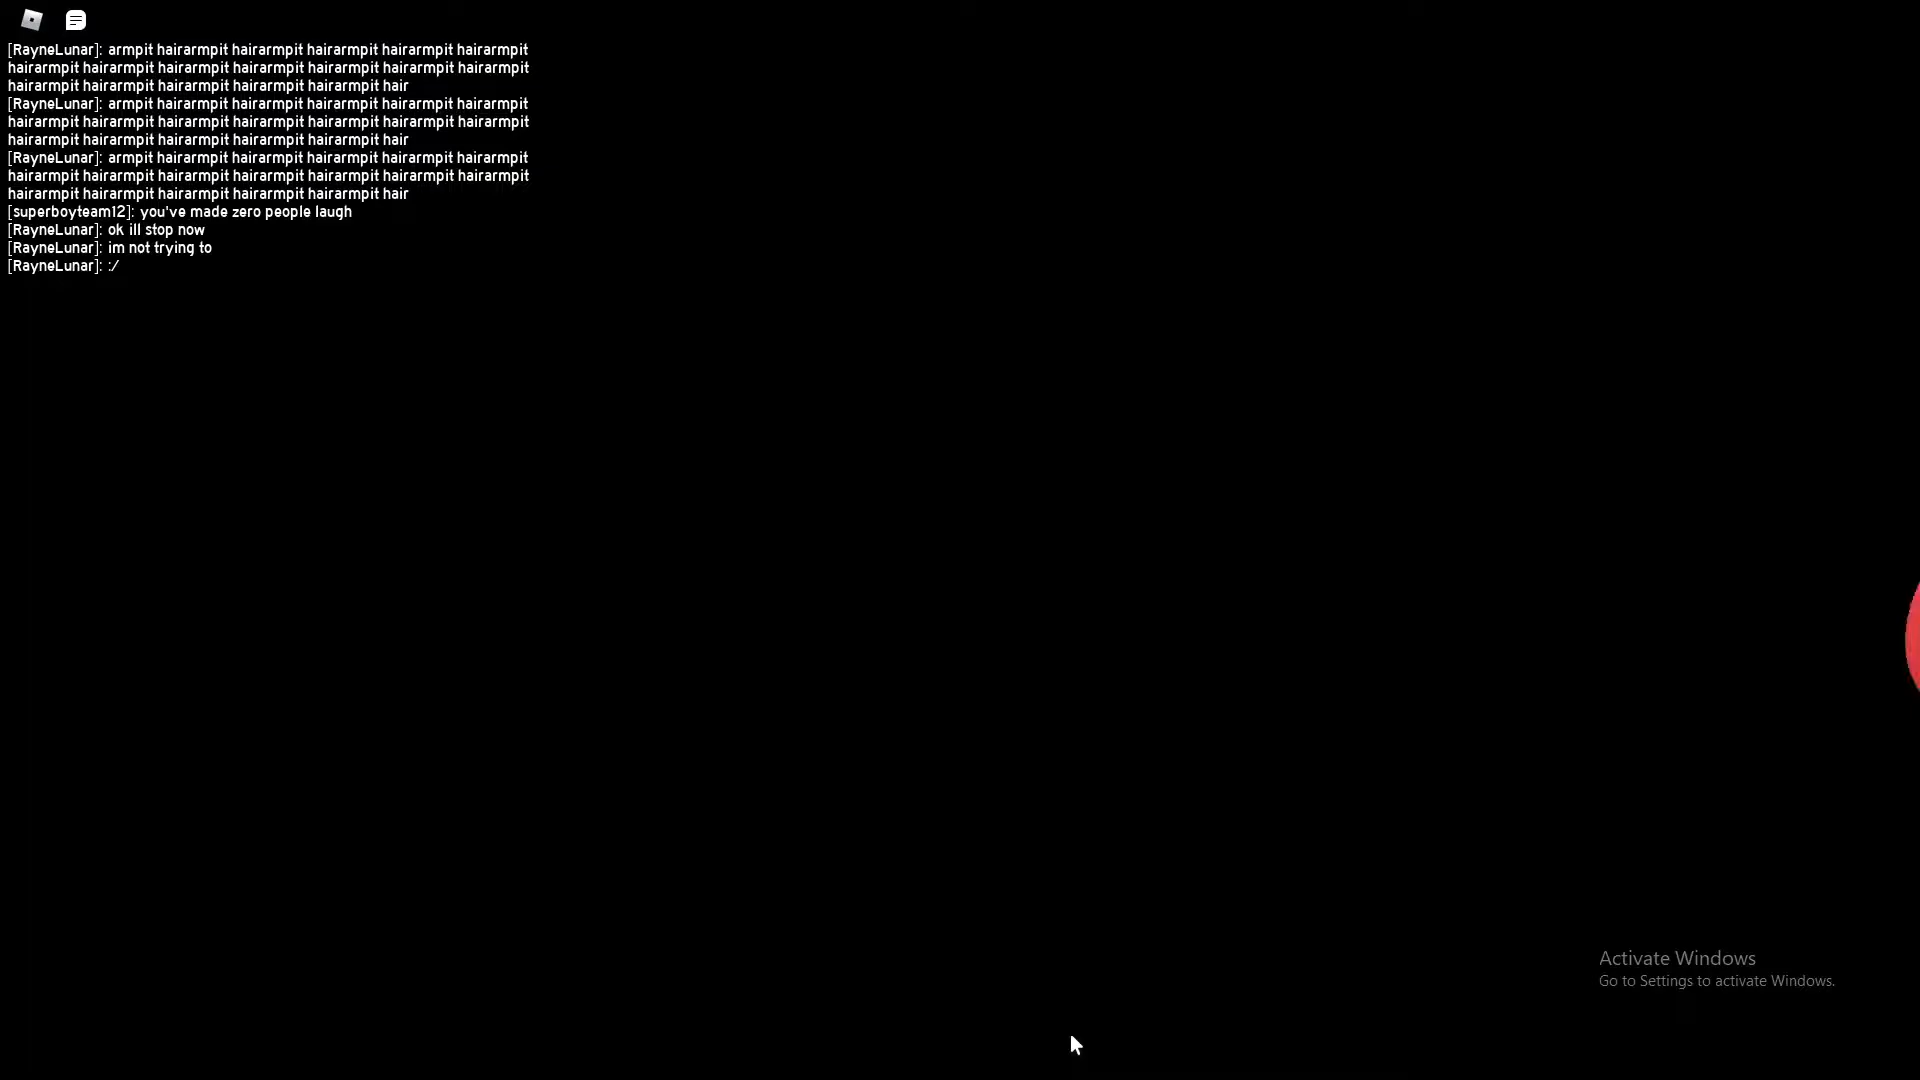 [RayneLunar]: armpit hairarmpit hairarmpit hairarmpit hairarmpit hairarmpit
hairarmpit hairarmpit hairarmpit hairarmpit hairarmpit hairarmpit hairarmpit
hairarmpit hairarmpit hairarmpit hairarmpit hairarmpit hair
[RayneLunar]: armpit hairarmpit hairarmpit hairarmpit hairarmpit hairarmpit
hairarmpit hairarmpit hairarmpit hairarmpit hairarmpit hairarmpit hairarmpit
hairarmpit hairarmpit hairarmpit hairarmpit hairarmpit hair
[RayneLunar]: armpit hairarmpit hairarmpit hairarmpit hairarmpit hairarmpit
hairarmpit hairarmpit hairarmpit hairarmpit hairarmpit hairarmpit hairarmpit
hairarmpit hairarmpit hairarmpit hairarmpit hairarmpit hair
[superboyteam12]: you've made zero people laugh
[RayneLunar]: ok ill stop now
[RayneLunar]: im not trying to
[RayneLunar]: :/
Activate Windows
Go to Settings to activate Windows.